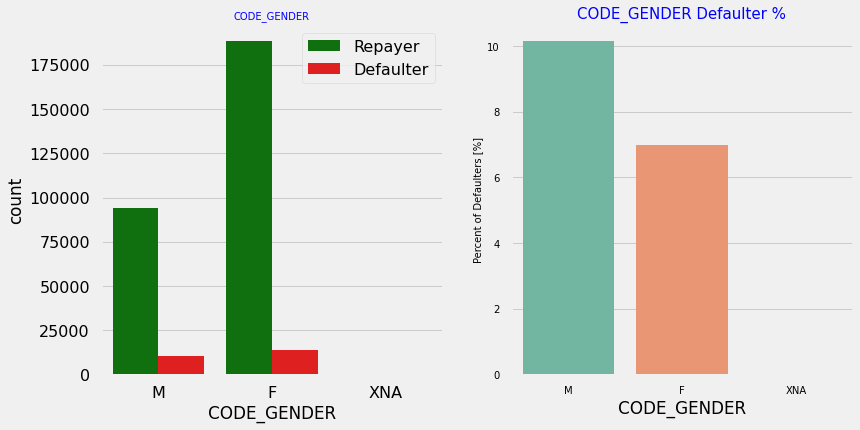 CODE_GENDER
Repayer
Defaulter
175000
150000
125000
100000
75000
50000
25000
0
count
M F XNA
CODE_GENDER
CODE_GENDER Defaulter %
10
8
6
4
2
0
Percent of Defaulters [%]
M F XNA
CODE_GENDER